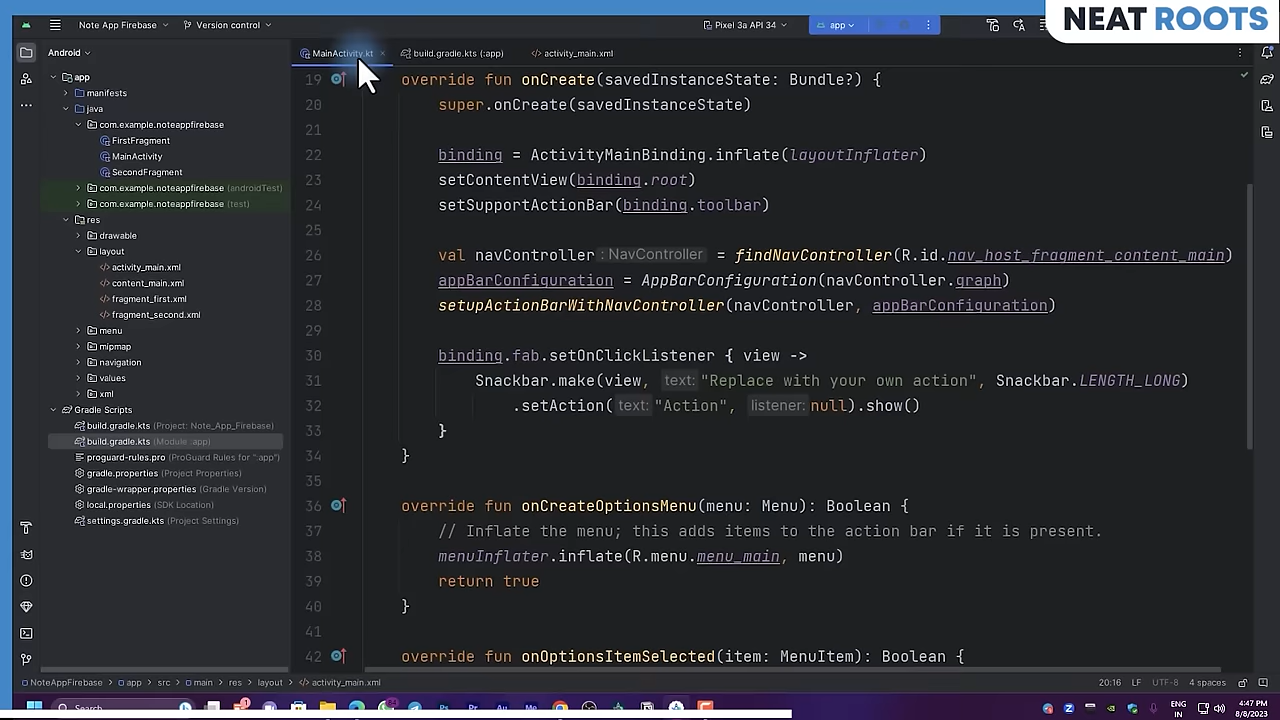 Note App Firebase
Version control
Pixel 3a API 34
app
NEAT ROOTS
Android
MainActivity.kt
build.gradle.kts (:app)
activity_main.xml
app
manifests
java
com.example.noteappfirebase
FirstFragment
MainActivity
SecondFragment
com.example.noteappfirebase (androidTest)
com.example.noteappfirebase (test)
res
drawable
layout
activity_main.xml
content_main.xml
fragment_first.xml
fragment_second.xml
menu
mipmap
navigation
values
xml
Gradle Scripts
build.gradle.kts (Project: Note_App_Firebase)
build.gradle.kts (Module :app)
proguard-rules.pro (ProGuard Rules for ":app")
gradle.properties (Project Properties)
gradle-wrapper.properties (Gradle Version)
local.properties (SDK Location)
settings.gradle.kts (Project Settings)
19 override fun onCreate(savedInstanceState: Bundle?) {
20 super.onCreate(savedInstanceState)
21
22 binding = ActivityMainBinding.inflate(layoutInflater)
23 setContentView(binding.root)
24 setSupportActionBar(binding.toolbar)
25
26 val navController : NavController = findNavController(R.id.nav_host_fragment_content_main)
27 appBarConfiguration = AppBarConfiguration(navController.graph)
28 setupActionBarWithNavController(navController, appBarConfiguration)
29
30 binding.fab.setOnClickListener { view ->
31 Snackbar.make(view, text: "Replace with your own action", Snackbar.LENGTH_LONG)
32 .setAction( text: "Action", listener: null).show()
33 }
34 }
35
36 override fun onCreateOptionsMenu(menu: Menu): Boolean {
37 // Inflate the menu; this adds items to the action bar if it is present.
38 menuInflater.inflate(R.menu.menu_main, menu)
39 return true
40 }
41
42 override fun onOptionsItemSelected(item: MenuItem): Boolean {
NoteAppFirebase > app > src > main > res > layout > activity_main.xml
20:16 LF UTF-8 4 spaces
Search
ENG
IN
4:47 PM
8/8/2023